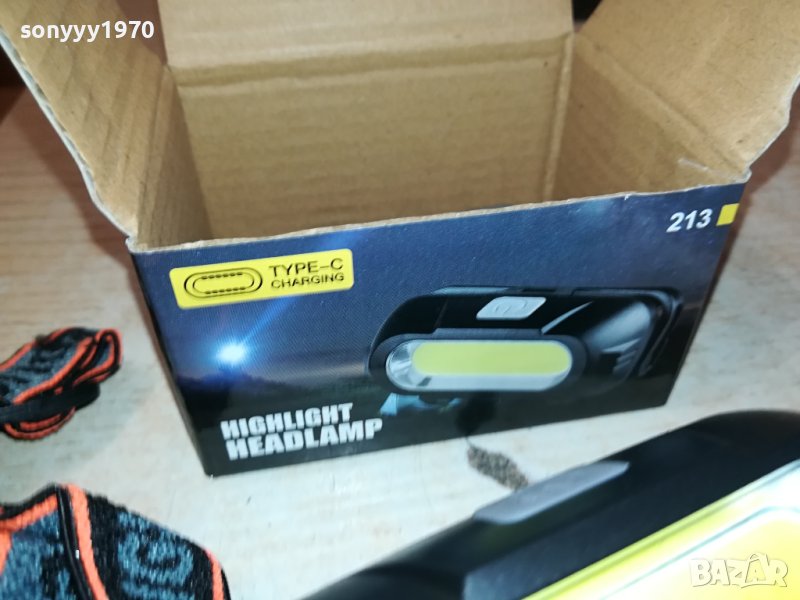 sonyyy1970
213
TYPE-C
CHARGING
HIGHLIGHT
HEADLAMP
BAZAR